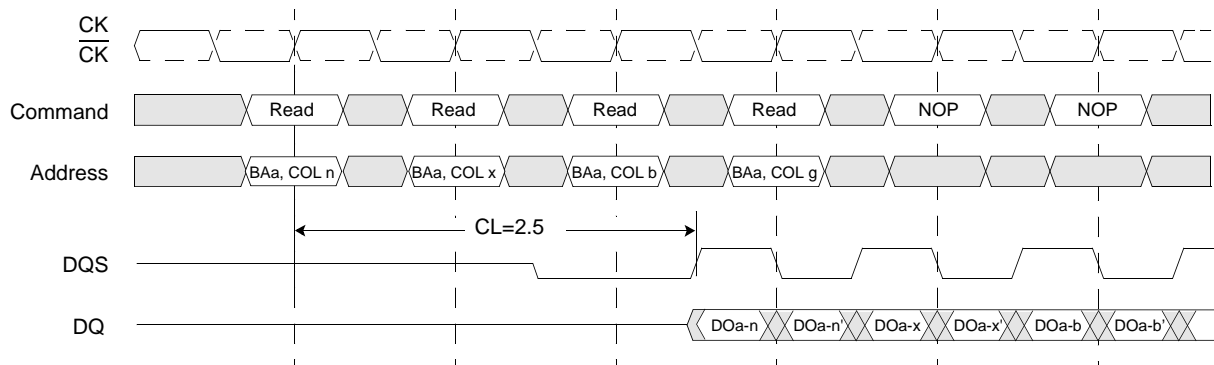 CK
CK
Command Read Read Read Read NOP NOP
Address BAa, COL n BAa, COL x BAa, COL b BAa, COL g
CL=2.5
DQS
DQ DOa-n DOa-n' DOa-x DOa-x' DOa-b DOa-b'